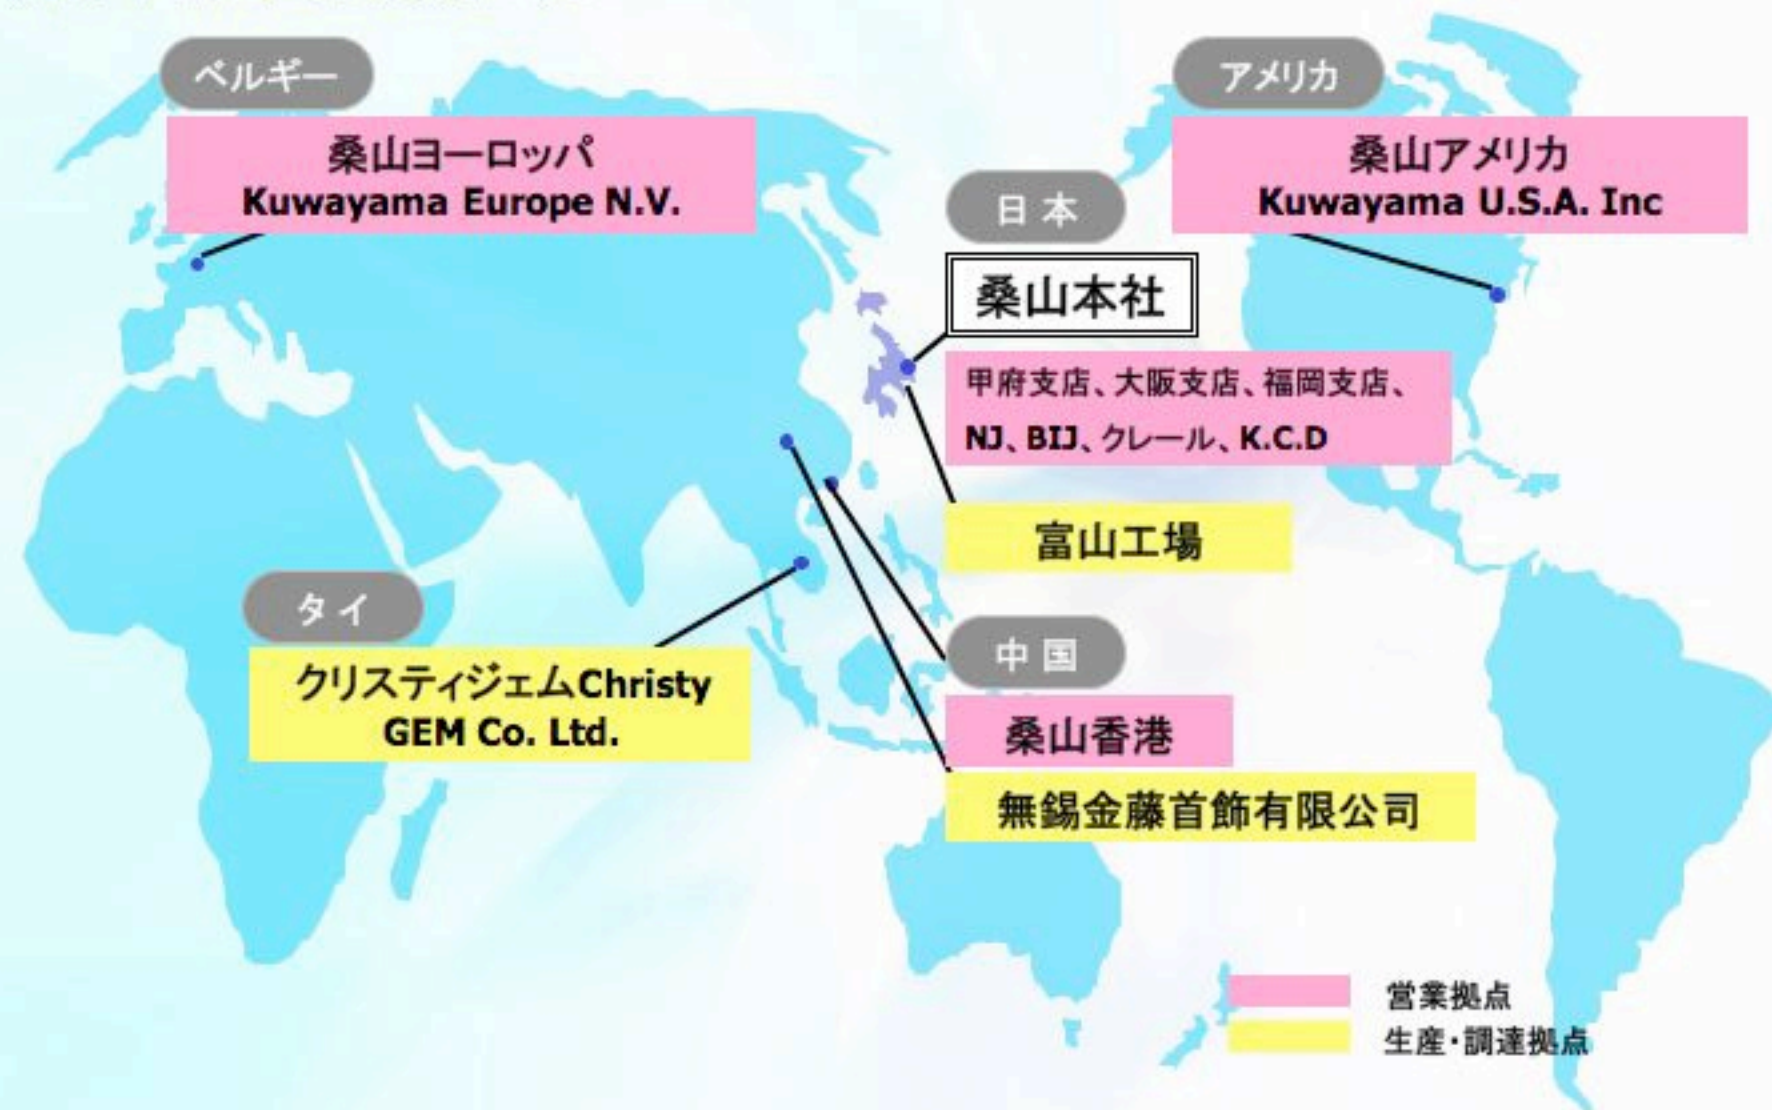 ベルギー
桑山ヨーロッパ
Kuwayama Europe N.V.
アメリカ
桑山アメリカ
Kuwayama U.S.A. Inc
日本
桑山本社
甲府支店、大阪支店、福岡支店、
NJ、BIJ、クレール、K.C.D
富山工場
タイ
クリスティジェムChristy
GEM Co. Ltd.
中国
桑山香港
無錫金藤首飾有限公司
営業拠点
生産・調達拠点